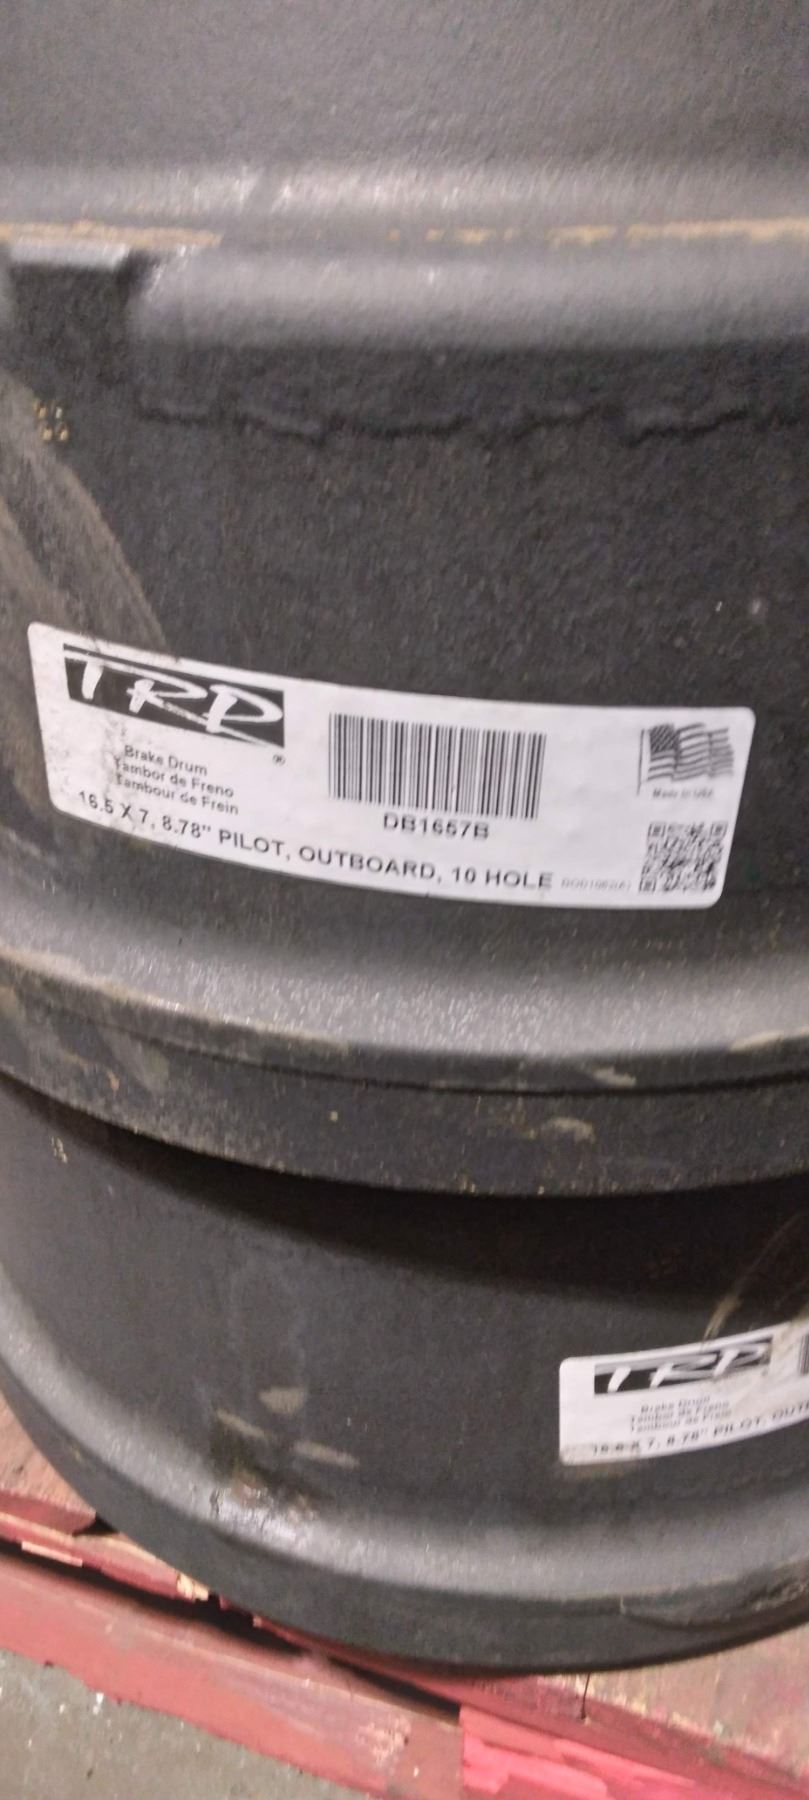 TRP ®
Brake Drum
Tambor de Freno
Tambour de Frein
16.5 X 7, 8.78" PILOT, OUTBOARD, 10 HOLE
DB1657B
Made in USA
TRP
Brake Drum
Tambor de Freno
Tambour de Frein
16.5 X 7, 8.78" PILOT, OUT